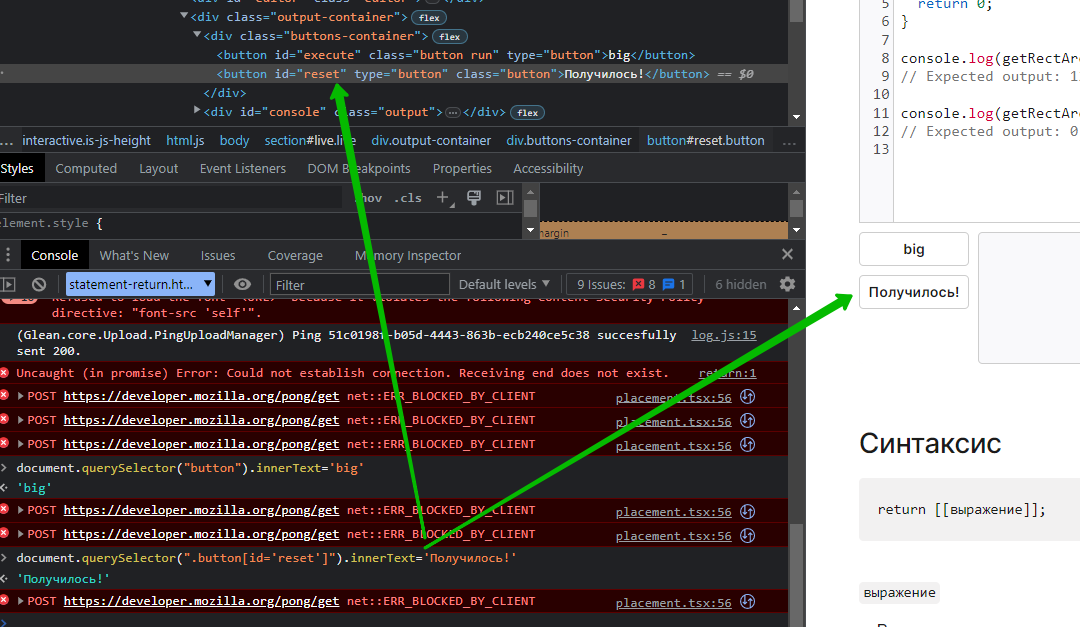 <div class="output-container"> flex
<div class="buttons-container"> flex
<button id="execute" class="button run" type="button">big</button>
<button id="reset" type="button" class="button">Получилось!</button> == $0
</div>
<div id="console" class="output">…</div> flex
... interactive.is-js-height html.js body section#live.live div.output-container div.buttons-container button#reset.button ...
Styles Computed Layout Event Listeners DOM Breakpoints Properties Accessibility
Filter :hov .cls
element.style {
margin –
Console What's New Issues Coverage Memory Inspector
statement-return.ht... Filter Default levels 9 Issues: 8 1 6 hidden
directive: "font-src 'self'".
(Glean.core.Upload.PingUploadManager) Ping 51c0198f-b05d-4443-863b-ecb240ce5c38 succesfully log.js:15
sent 200.
Uncaught (in promise) Error: Could not establish connection. Receiving end does not exist. return:1
POST https://developer.mozilla.org/pong/get net::ERR_BLOCKED_BY_CLIENT placement.tsx:56
POST https://developer.mozilla.org/pong/get net::ERR_BLOCKED_BY_CLIENT placement.tsx:56
POST https://developer.mozilla.org/pong/get net::ERR_BLOCKED_BY_CLIENT placement.tsx:56
document.querySelector("button").innerText='big'
'big'
POST https://developer.mozilla.org/pong/get net::ERR_BLOCKED_BY_CLIENT placement.tsx:56
POST https://developer.mozilla.org/pong/get net::ERR_BLOCKED_BY_CLIENT placement.tsx:56
document.querySelector(".button[id='reset']").innerText='Получилось!'
'Получилось!'
POST https://developer.mozilla.org/pong/get net::ERR_BLOCKED_BY_CLIENT placement.tsx:56
5 return 0;
6 }
7
8 console.log(getRectAr
9 // Expected output: 1
10
11 console.log(getRectAr
12 // Expected output: 0
13
big
Получилось!
Синтаксис
return [[выражение]];
выражение